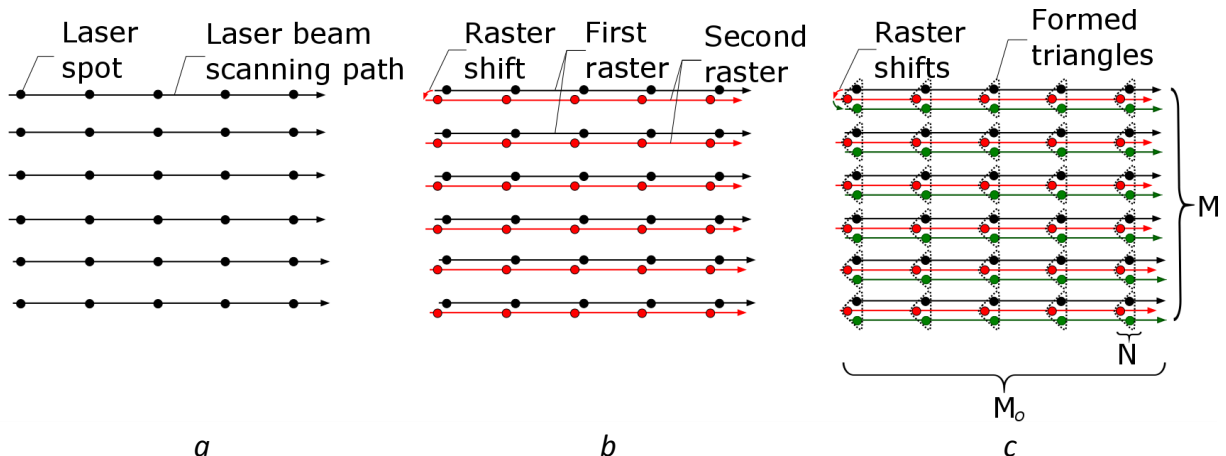 Laser
spot
Laser beam
scanning path
Raster
shift
First
raster
Second
raster
Raster
shifts
Formed
triangles
M
N
Mo
a
b
c